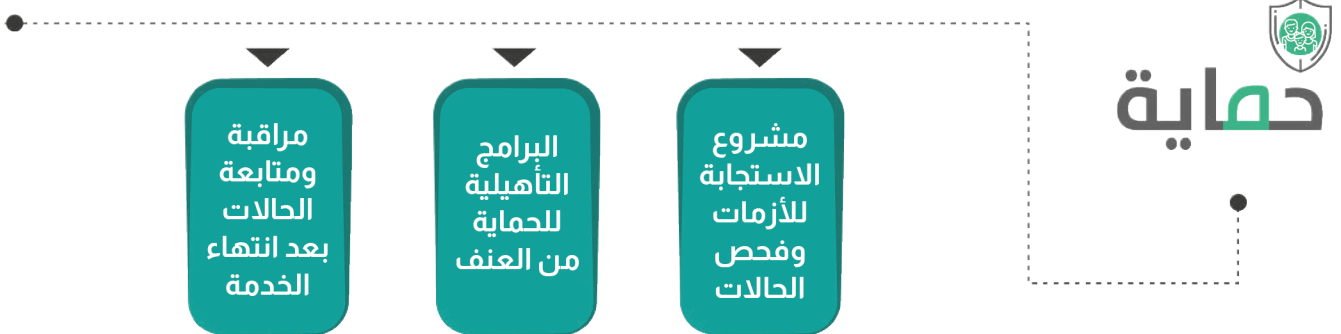 حماية
مشروع
الاستجابة
للأزمات
وفحص
الحالات
البرامج
التأهيلية
للحماية
من العنف
مراقبة
ومتابعة
الحالات
بعد انتهاء
الخدمة